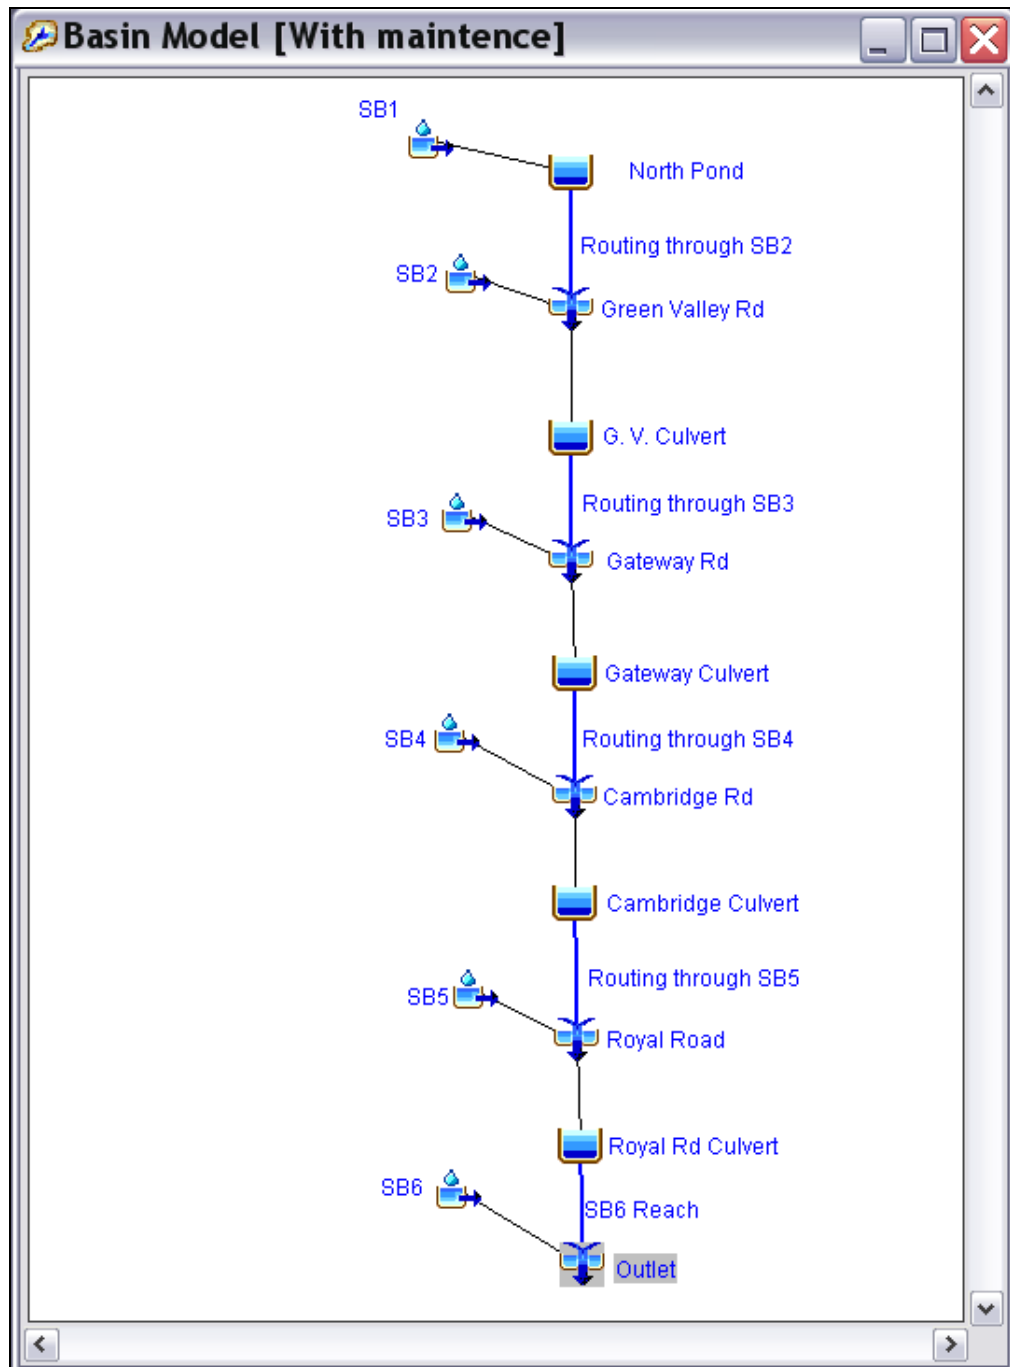 Basin Model [With maintence]
SB1
North Pond
Routing through SB2
SB2
Green Valley Rd
G. V. Culvert
Routing through SB3
SB3
Gateway Rd
Gateway Culvert
SB4
Routing through SB4
Cambridge Rd
Cambridge Culvert
Routing through SB5
SB5
Royal Road
Royal Rd Culvert
SB6
SB6 Reach
Outlet